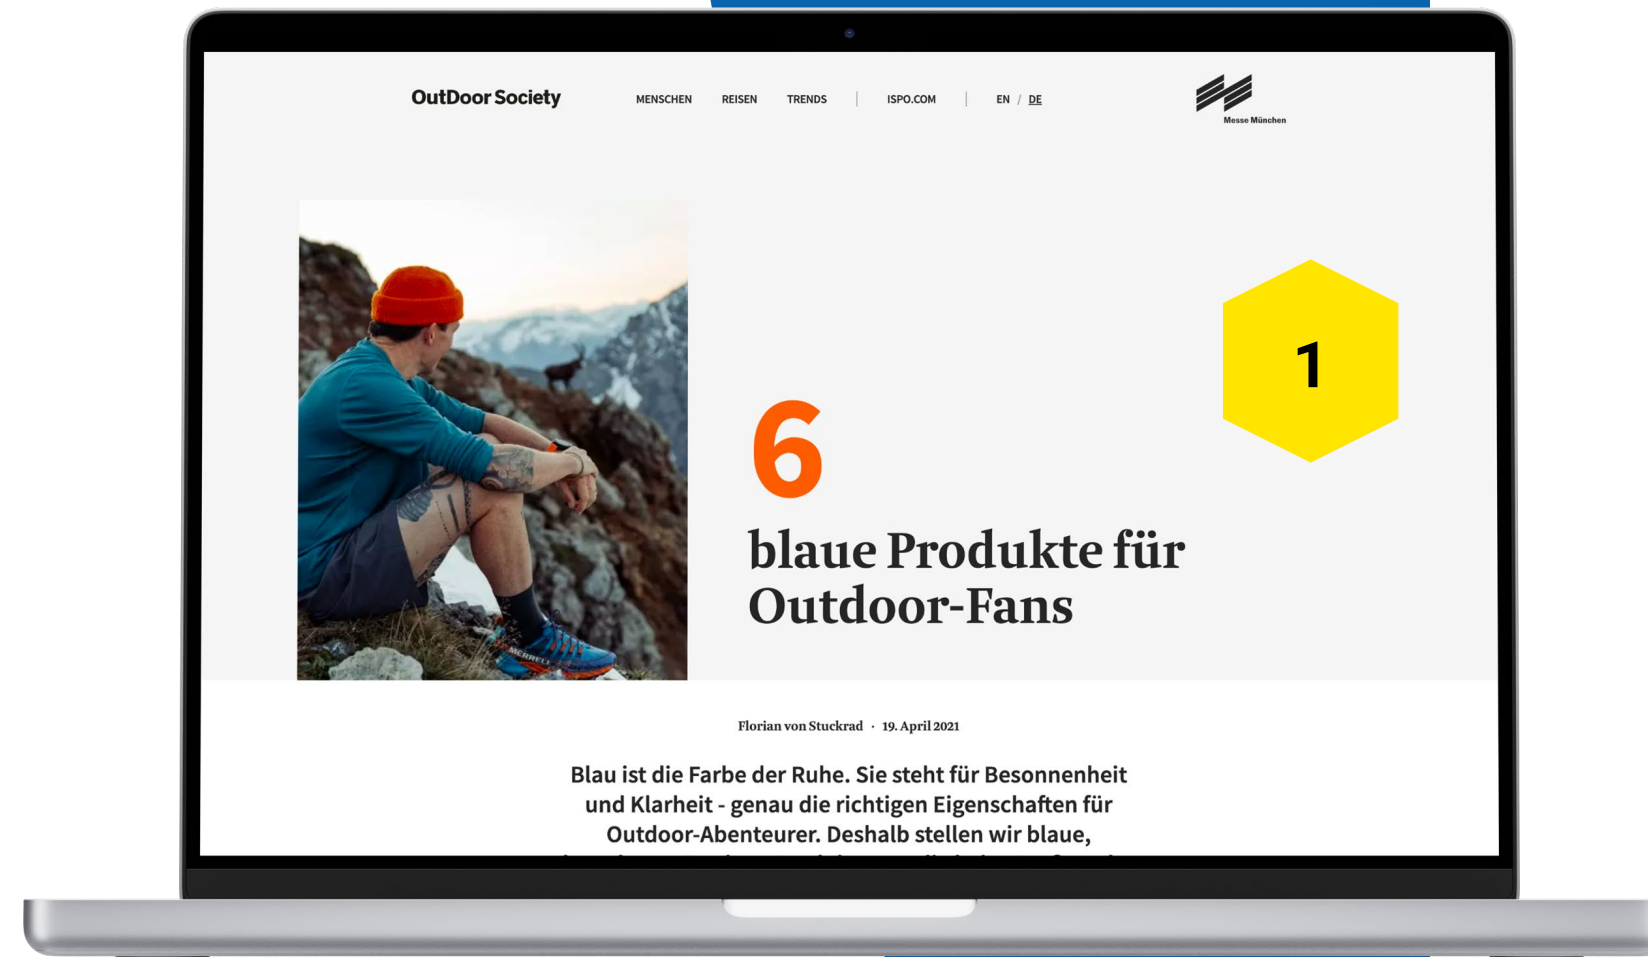 OutDoor Society
MENSCHEN REISEN TRENDS | ISPO.COM | EN / DE
Messe München
1
6
blaue Produkte für
Outdoor-Fans
MERRELL
Florian von Stuckrad · 19. April 2021
Blau ist die Farbe der Ruhe. Sie steht für Besonnenheit
und Klarheit - genau die richtigen Eigenschaften für
Outdoor-Abenteurer. Deshalb stellen wir blaue,